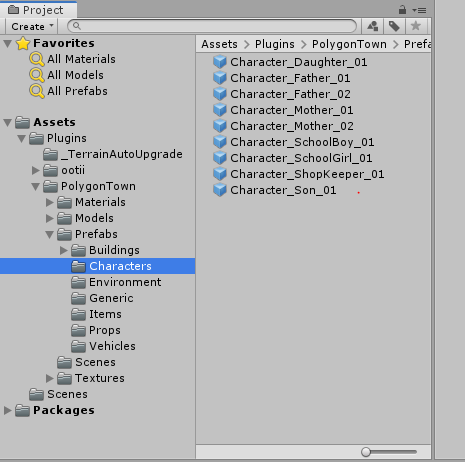 Project
Create
Favorites
All Materials
All Models
All Prefabs
Assets
Plugins
_TerrainAutoUpgrade
ootii
PolygonTown
Materials
Models
Prefabs
Buildings
Characters
Environment
Generic
Items
Props
Vehicles
Scenes
Textures
Scenes
Packages
Assets > Plugins > PolygonTown > Prefa
Character_Daughter_01
Character_Father_01
Character_Father_02
Character_Mother_01
Character_Mother_02
Character_SchoolBoy_01
Character_SchoolGirl_01
Character_ShopKeeper_01
Character_Son_01